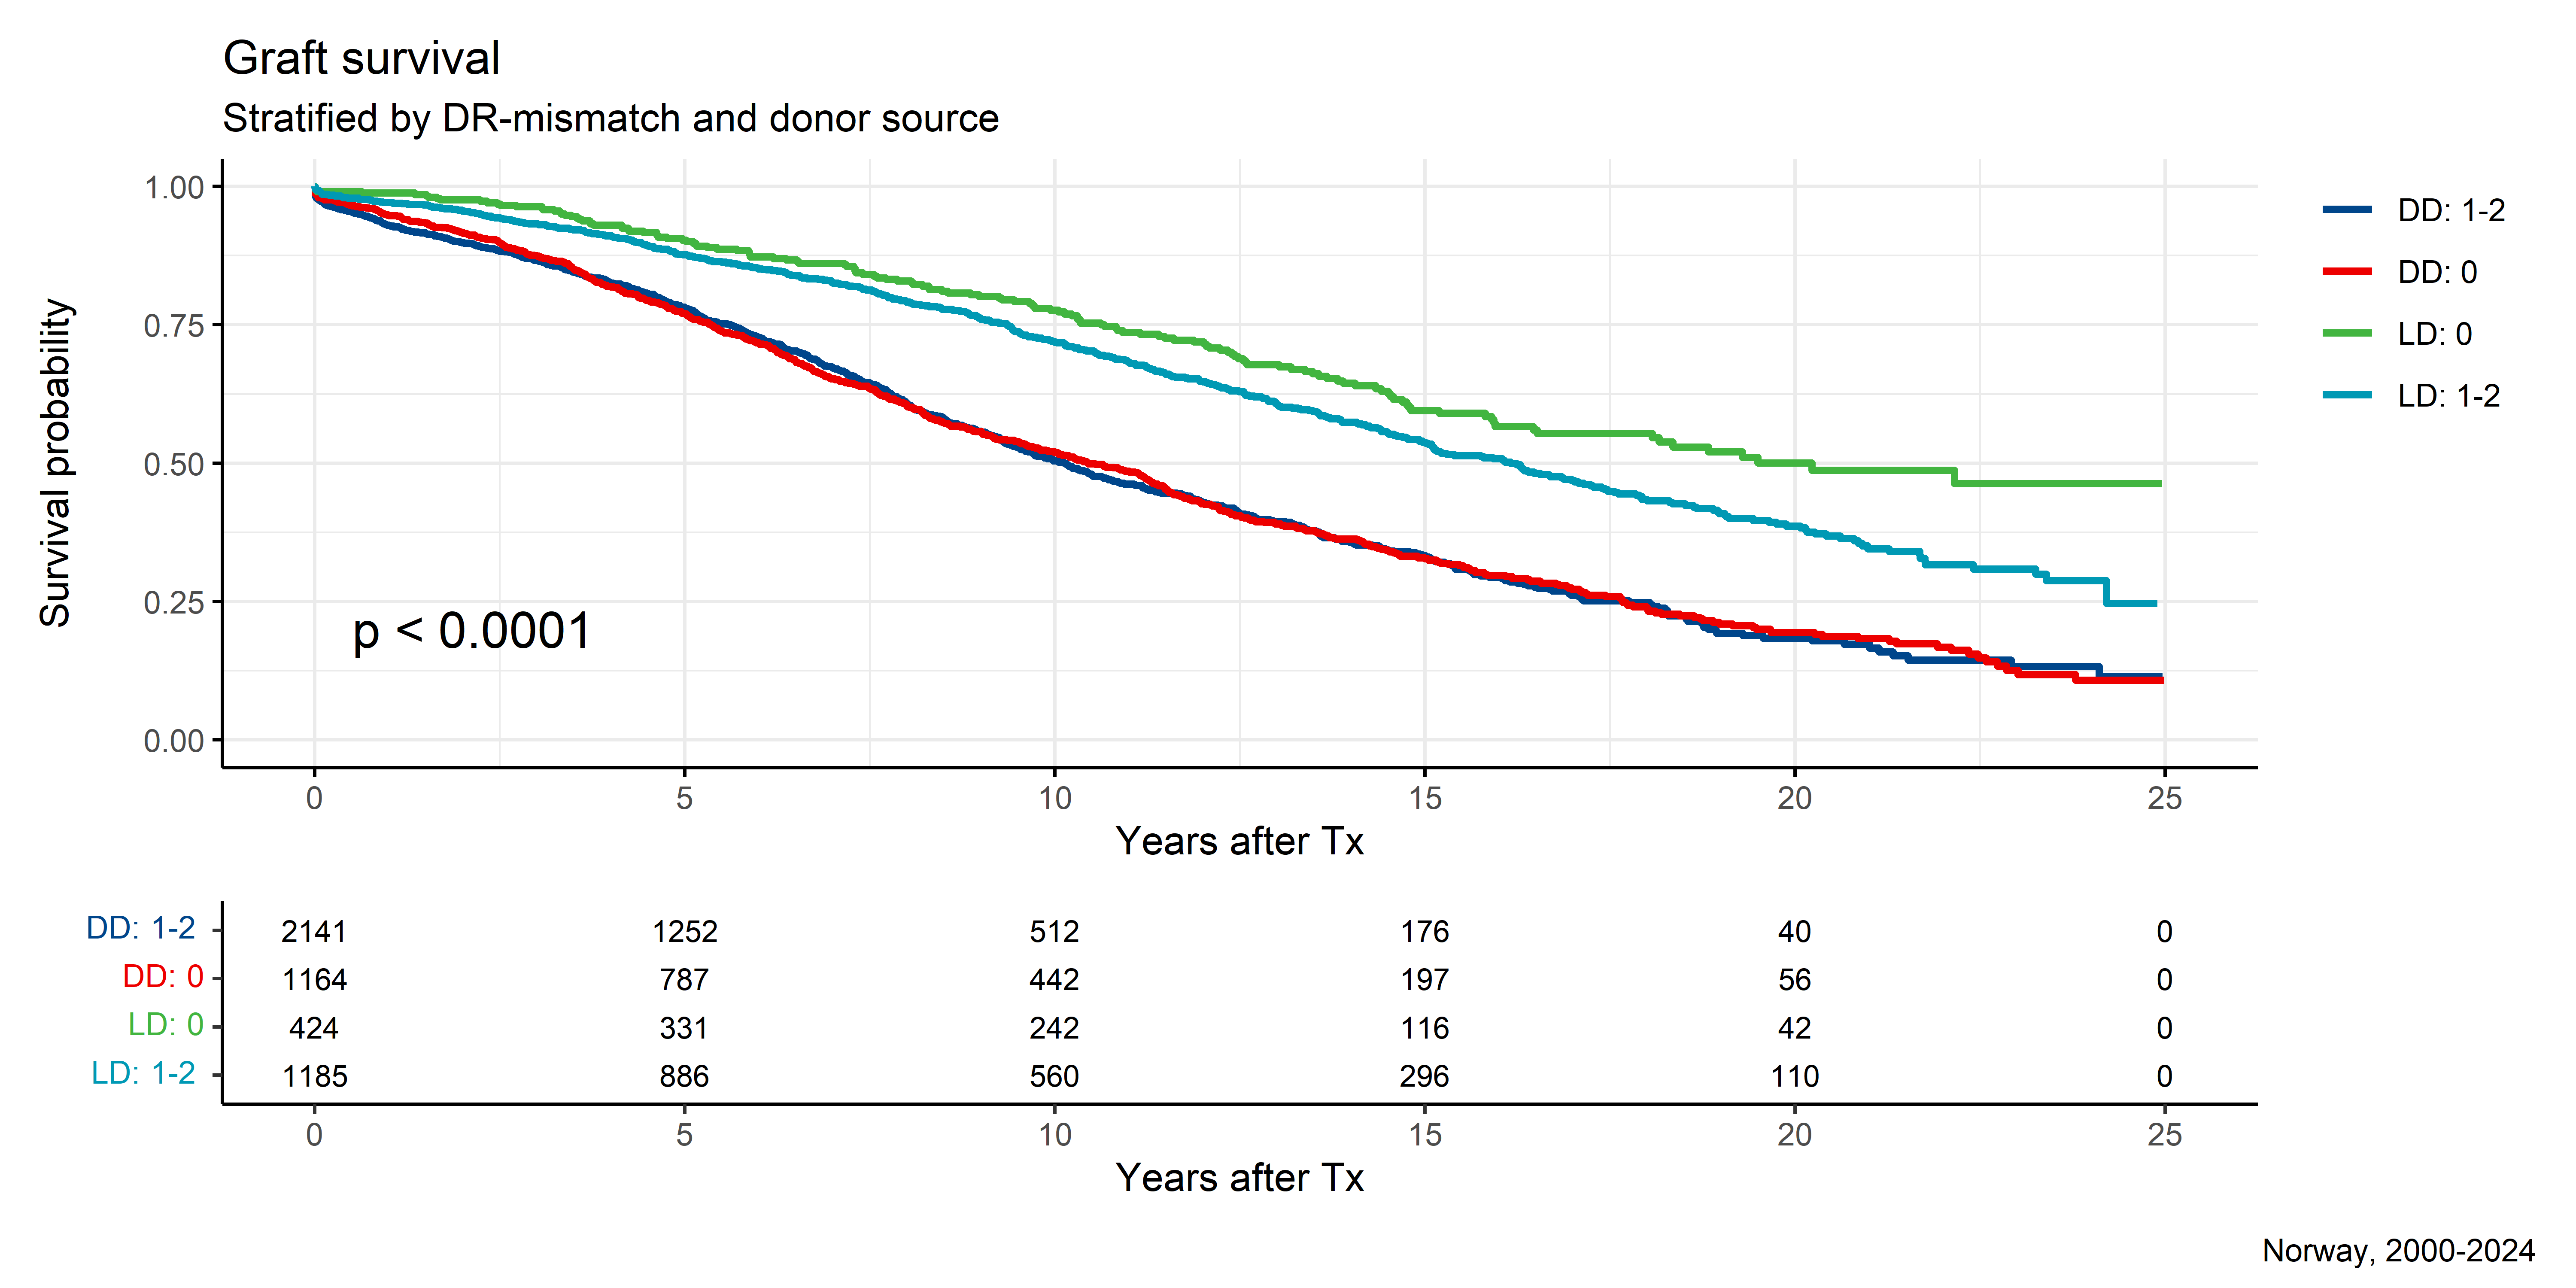 Graft survival
Stratified by DR-mismatch and donor source
Survival probability
1.00
0.75
0.50
0.25
0.00
p < 0.0001
0 5 10 15 20 25
Years after Tx
DD: 1-2
DD: 0
LD: 0
LD: 1-2
DD: 1-2 2141 1252 512 176 40 0
DD: 0 1164 787 442 197 56 0
LD: 0 424 331 242 116 42 0
LD: 1-2 1185 886 560 296 110 0
0 5 10 15 20 25
Years after Tx
Norway, 2000-2024